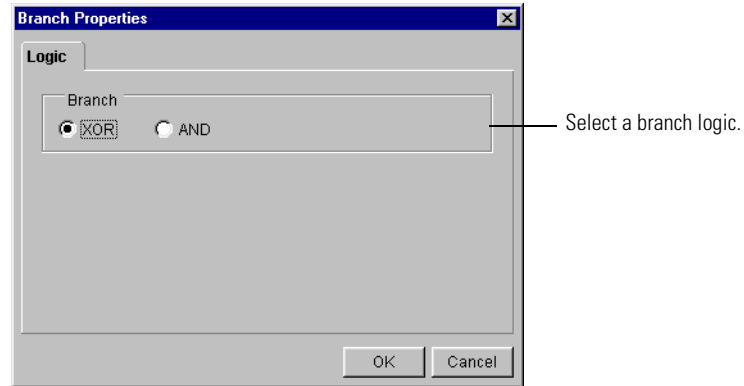 Branch Properties
Logic
Branch
XOR AND
Select a branch logic.
OK Cancel